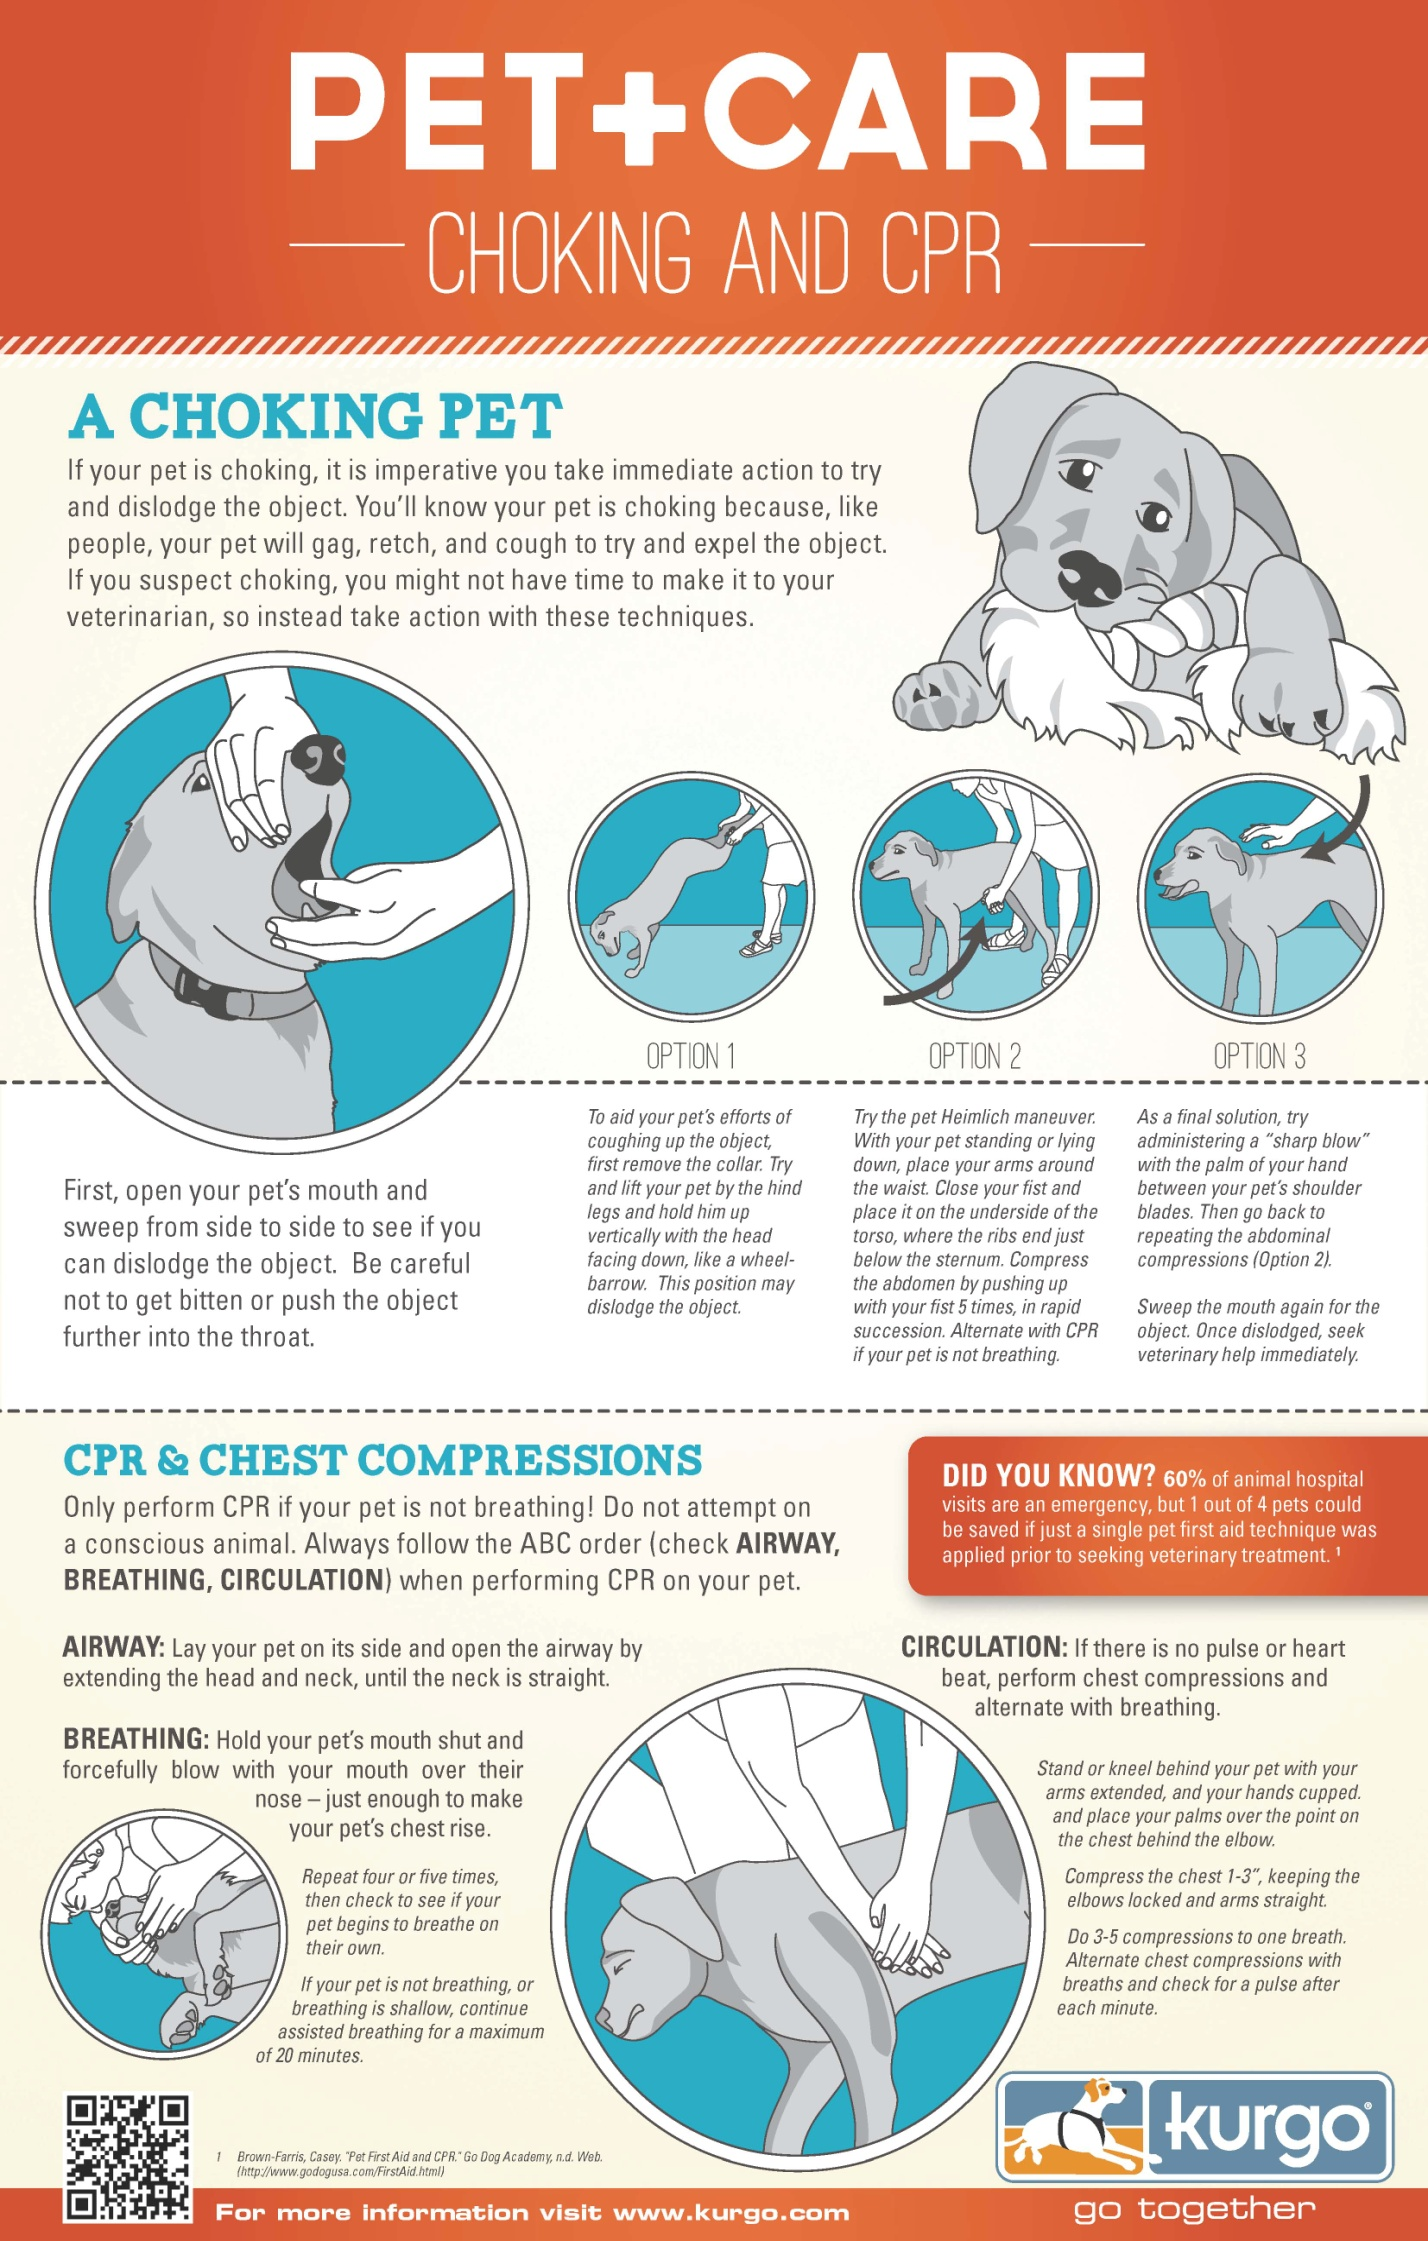 PET+CARE
CHOKING AND CPR
A CHOKING PET
If your pet is choking, it is imperative you take immediate action to try
and dislodge the object. You'll know your pet is choking because, like
people, your pet will gag, retch, and cough to try and expel the object.
If you suspect choking, you might not have time to make it to your
veterinarian, so instead take action with these techniques.
First, open your pet's mouth and
sweep from side to side to see if you
can dislodge the object.  Be careful
not to get bitten or push the object
further into the throat.
OPTION 1
To aid your pet's efforts of
coughing up the object,
first remove the collar. Try
and lift your pet by the hind
legs and hold him up
vertically with the head
facing down, like a wheel-
barrow.  This position may
dislodge the object.
OPTION 2
Try the pet Heimlich maneuver.
With your pet standing or lying
down, place your arms around
the waist. Close your fist and
place it on the underside of the
torso, where the ribs end just
below the sternum. Compress
the abdomen by pushing up
with your fist 5 times, in rapid
succession. Alternate with CPR
if your pet is not breathing.
OPTION 3
As a final solution, try
administering a "sharp blow"
with the palm of your hand
between your pet's shoulder
blades. Then go back to
repeating the abdominal
compressions (Option 2).
Sweep the mouth again for the
object. Once dislodged, seek
veterinary help immediately.
CPR & CHEST COMPRESSIONS
Only perform CPR if your pet is not breathing! Do not attempt on
a conscious animal. Always follow the ABC order (check AIRWAY,
BREATHING, CIRCULATION) when performing CPR on your pet.
DID YOU KNOW? 60% of animal hospital
visits are an emergency, but 1 out of 4 pets could
be saved if just a single pet first aid technique was
applied prior to seeking veterinary treatment. 1
AIRWAY: Lay your pet on its side and open the airway by
extending the head and neck, until the neck is straight.
BREATHING: Hold your pet's mouth shut and
forcefully blow with your mouth over their
nose – just enough to make
your pet's chest rise.
Repeat four or five times,
then check to see if your
pet begins to breathe on
their own.
If your pet is not breathing, or
breathing is shallow, continue
assisted breathing for a maximum
of 20 minutes.
CIRCULATION: If there is no pulse or heart
beat, perform chest compressions and
alternate with breathing.
Stand or kneel behind your pet with your
arms extended, and your hands cupped.
and place your palms over the point on
the chest behind the elbow.
Compress the chest 1-3", keeping the
elbows locked and arms straight.
Do 3-5 compressions to one breath.
Alternate chest compressions with
breaths and check for a pulse after
each minute.
1 Brown-Farris, Casey. "Pet First Aid and CPR." Go Dog Academy, n.d. Web.
(http://www.godogusa.com/FirstAid.html)
kurgo®
For more information visit www.kurgo.com
go together